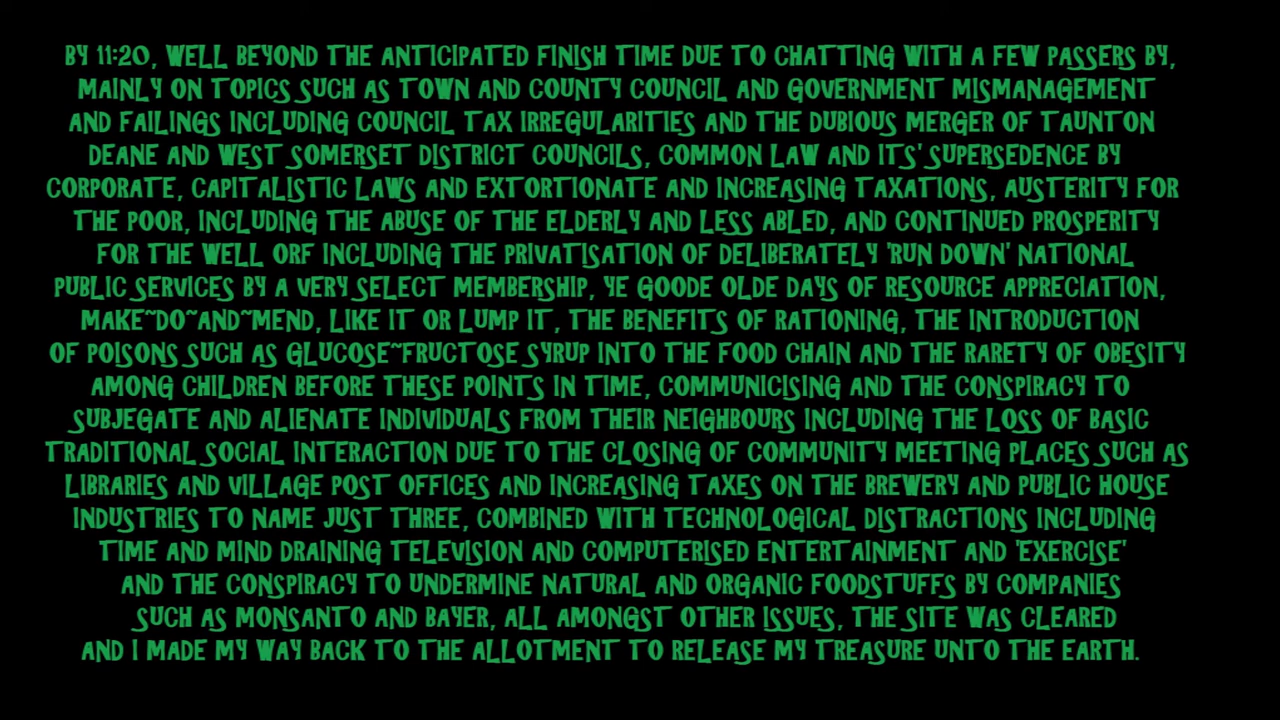 BY 11:20, WELL BEYOND THE ANTICIPATED FINISH TIME DUE TO CHATTING WITH A FEW PASSERS BY,
MAINLY ON TOPICS SUCH AS TOWN AND COUNTY COUNCIL AND GOVERNMENT MISMANAGEMENT
AND FAILINGS INCLUDING COUNCIL TAX IRREGULARITIES AND THE DUBIOUS MERGER OF TAUNTON
DEANE AND WEST SOMERSET DISTRICT COUNCILS, COMMON LAW AND ITS' SUPERSEDENCE BY
CORPORATE, CAPITALISTIC LAWS AND EXTORTIONATE AND INCREASING TAXATIONS, AUSTERITY FOR
THE POOR, INCLUDING THE ABUSE OF THE ELDERLY AND LESS ABLED, AND CONTINUED PROSPERITY
FOR THE WELL ORF INCLUDING THE PRIVATISATION OF DELIBERATELY 'RUN DOWN' NATIONAL
PUBLIC SERVICES BY A VERY SELECT MEMBERSHIP, YE GOODE OLDE DAYS OF RESOURCE APPRECIATION,
MAKE~DO~AND~MEND, LIKE IT OR LUMP IT, THE BENEFITS OF RATIONING, THE INTRODUCTION
OF POISONS SUCH AS GLUCOSE~FRUCTOSE SYRUP INTO THE FOOD CHAIN AND THE RARETY OF OBESITY
AMONG CHILDREN BEFORE THESE POINTS IN TIME, COMMUNICISING AND THE CONSPIRACY TO
SUBJEGATE AND ALIENATE INDIVIDUALS FROM THEIR NEIGHBOURS INCLUDING THE LOSS OF BASIC
TRADITIONAL SOCIAL INTERACTION DUE TO THE CLOSING OF COMMUNITY MEETING PLACES SUCH AS
LIBRARIES AND VILLAGE POST OFFICES AND INCREASING TAXES ON THE BREWERY AND PUBLIC HOUSE
INDUSTRIES TO NAME JUST THREE, COMBINED WITH TECHNOLOGICAL DISTRACTIONS INCLUDING
TIME AND MIND DRAINING TELEVISION AND COMPUTERISED ENTERTAINMENT AND 'EXERCISE'
AND THE CONSPIRACY TO UNDERMINE NATURAL AND ORGANIC FOODSTUFFS BY COMPANIES
SUCH AS MONSANTO AND BAYER, ALL AMONGST OTHER ISSUES, THE SITE WAS CLEARED
AND I MADE MY WAY BACK TO THE ALLOTMENT TO RELEASE MY TREASURE UNTO THE EARTH.